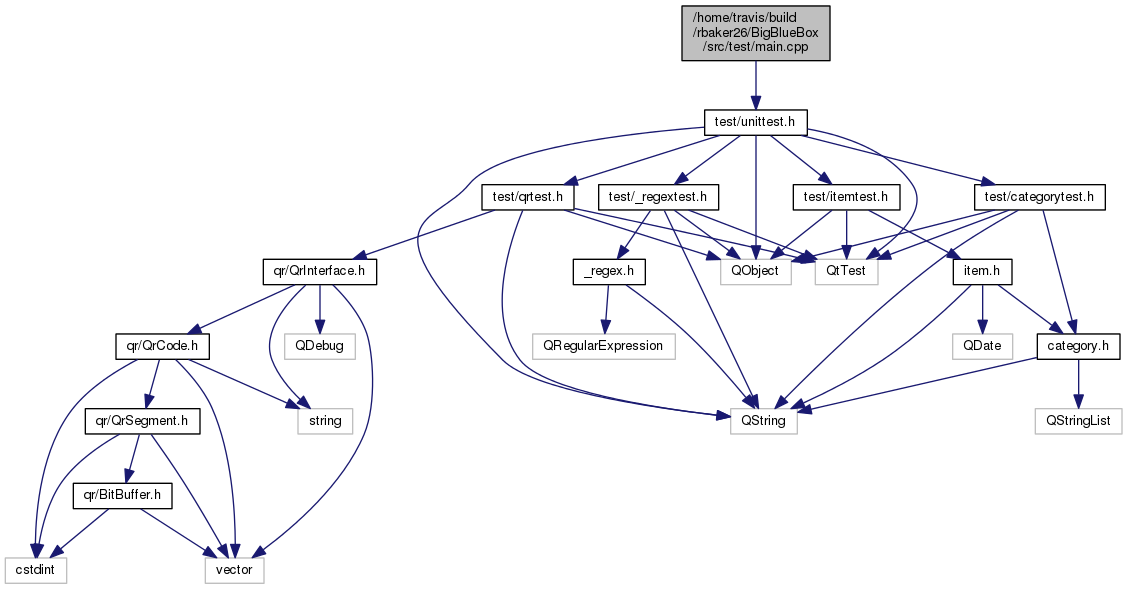 /home/travis/build
/rbaker26/BigBlueBox
/src/test/main.cpp
test/unittest.h
test/qrtest.h
test/_regextest.h
test/itemtest.h
test/categorytest.h
qr/QrInterface.h
_regex.h
QObject
QtTest
item.h
qr/QrCode.h
QDebug
QRegularExpression
QDate
category.h
qr/QrSegment.h
string
QString
QStringList
qr/BitBuffer.h
cstdint
vector